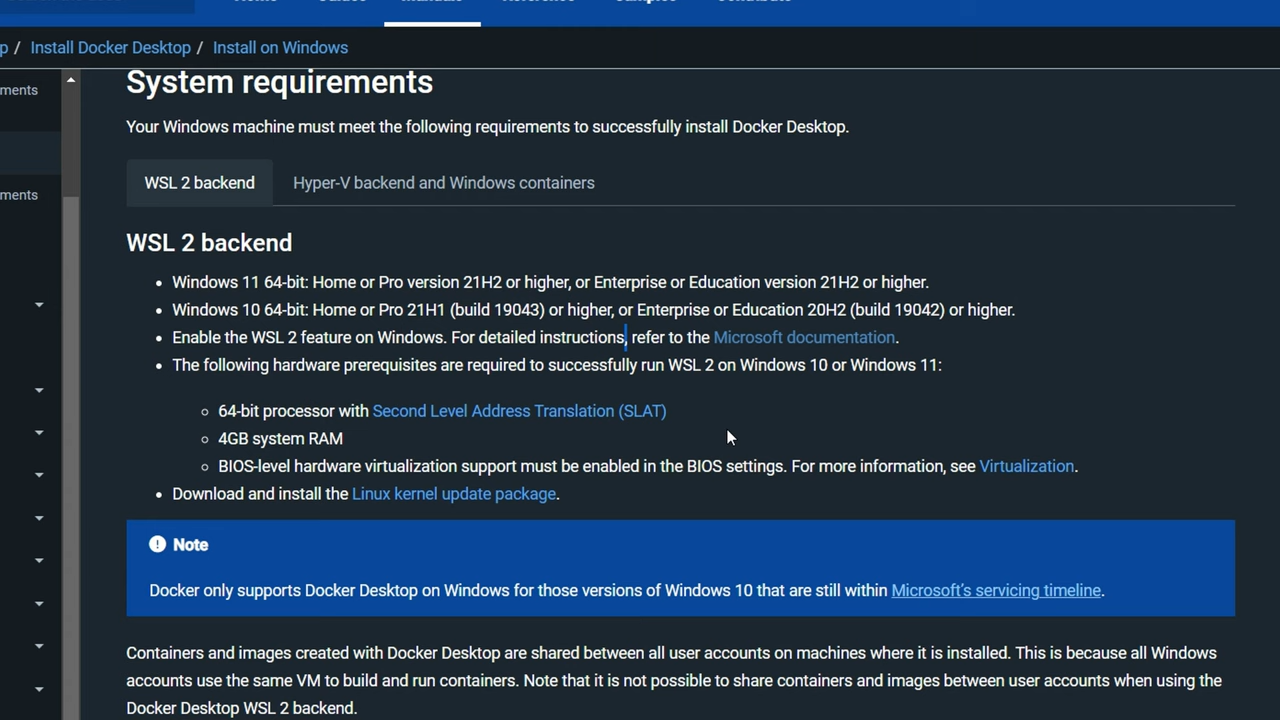 p / Install Docker Desktop / Install on Windows
ments
ments
System requirements
Your Windows machine must meet the following requirements to successfully install Docker Desktop.
WSL 2 backend Hyper-V backend and Windows containers
WSL 2 backend
• Windows 11 64-bit: Home or Pro version 21H2 or higher, or Enterprise or Education version 21H2 or higher.
• Windows 10 64-bit: Home or Pro 21H1 (build 19043) or higher, or Enterprise or Education 20H2 (build 19042) or higher.
• Enable the WSL 2 feature on Windows. For detailed instructions, refer to the Microsoft documentation.
• The following hardware prerequisites are required to successfully run WSL 2 on Windows 10 or Windows 11:
◦ 64-bit processor with Second Level Address Translation (SLAT)
◦ 4GB system RAM
◦ BIOS-level hardware virtualization support must be enabled in the BIOS settings. For more information, see Virtualization.
• Download and install the Linux kernel update package.
Note
Docker only supports Docker Desktop on Windows for those versions of Windows 10 that are still within Microsoft's servicing timeline.
Containers and images created with Docker Desktop are shared between all user accounts on machines where it is installed. This is because all Windows
accounts use the same VM to build and run containers. Note that it is not possible to share containers and images between user accounts when using the
Docker Desktop WSL 2 backend.